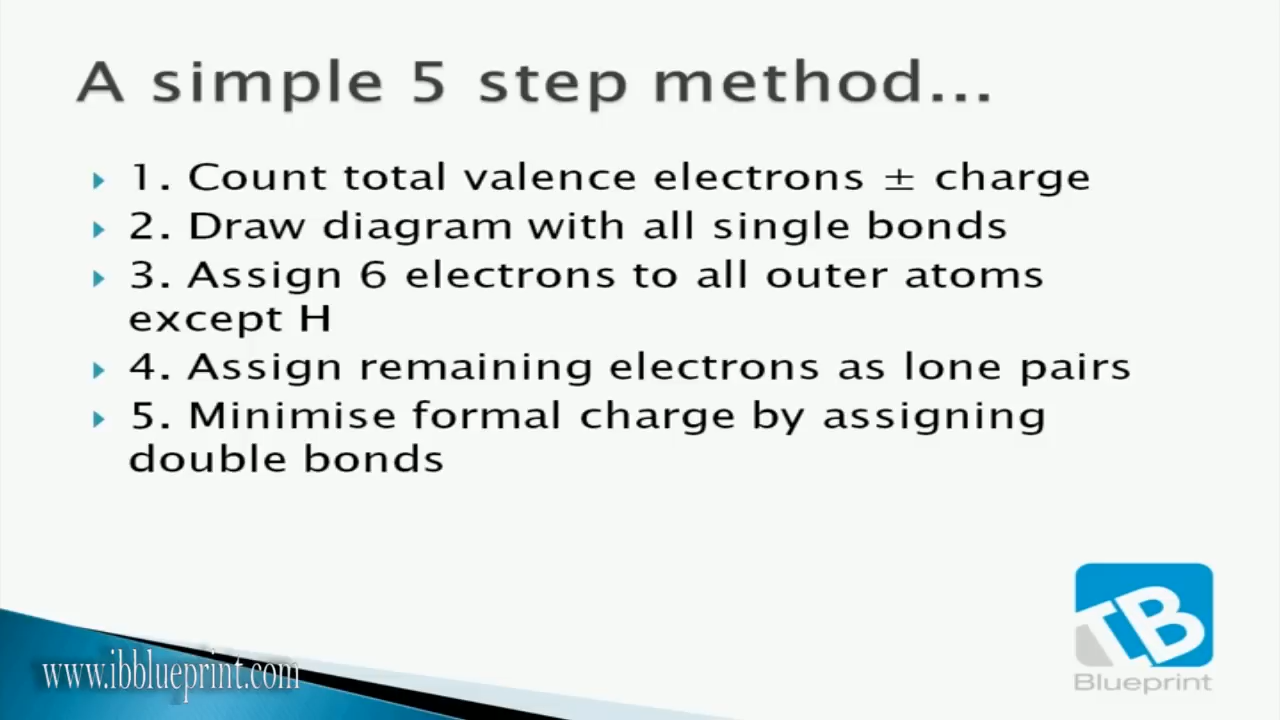 A simple 5 step method...
1. Count total valence electrons ± charge
2. Draw diagram with all single bonds
3. Assign 6 electrons to all outer atoms
except H
4. Assign remaining electrons as lone pairs
5. Minimise formal charge by assigning
double bonds
IB
Blueprint
www.ibblueprint.com